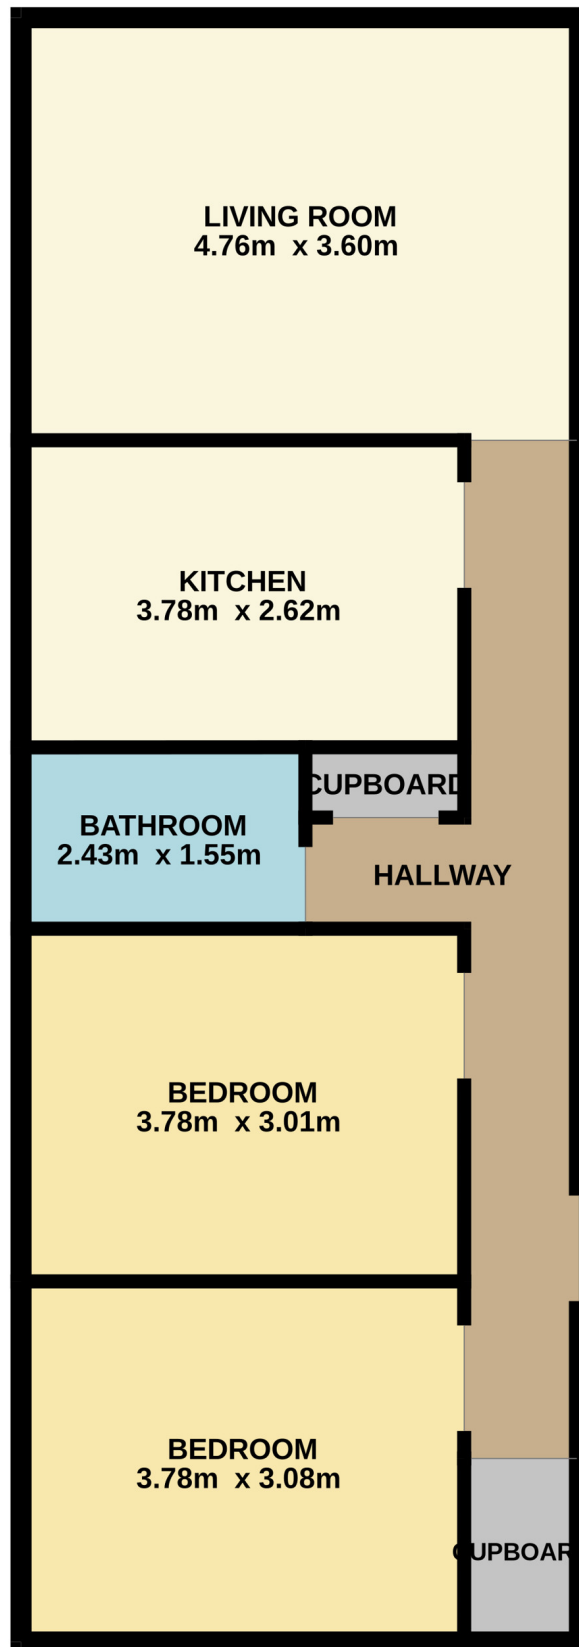 LIVING ROOM
4.76m x 3.60m
KITCHEN
3.78m x 2.62m
CUPBOARD
BATHROOM
2.43m x 1.55m
HALLWAY
BEDROOM
3.78m x 3.01m
BEDROOM
3.78m x 3.08m
CUPBOAR